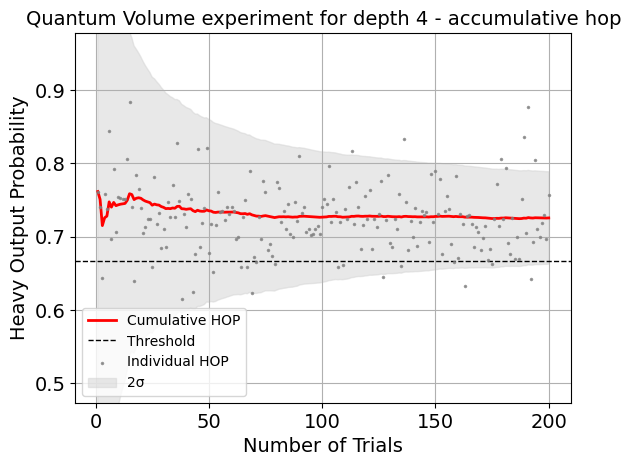 Quantum Volume experiment for depth 4 - accumulative hop
Heavy Output Probability
0.9
0.8
0.7
0.6
0.5
Cumulative HOP
Threshold
Individual HOP
2σ
0 50 100 150 200
Number of Trials